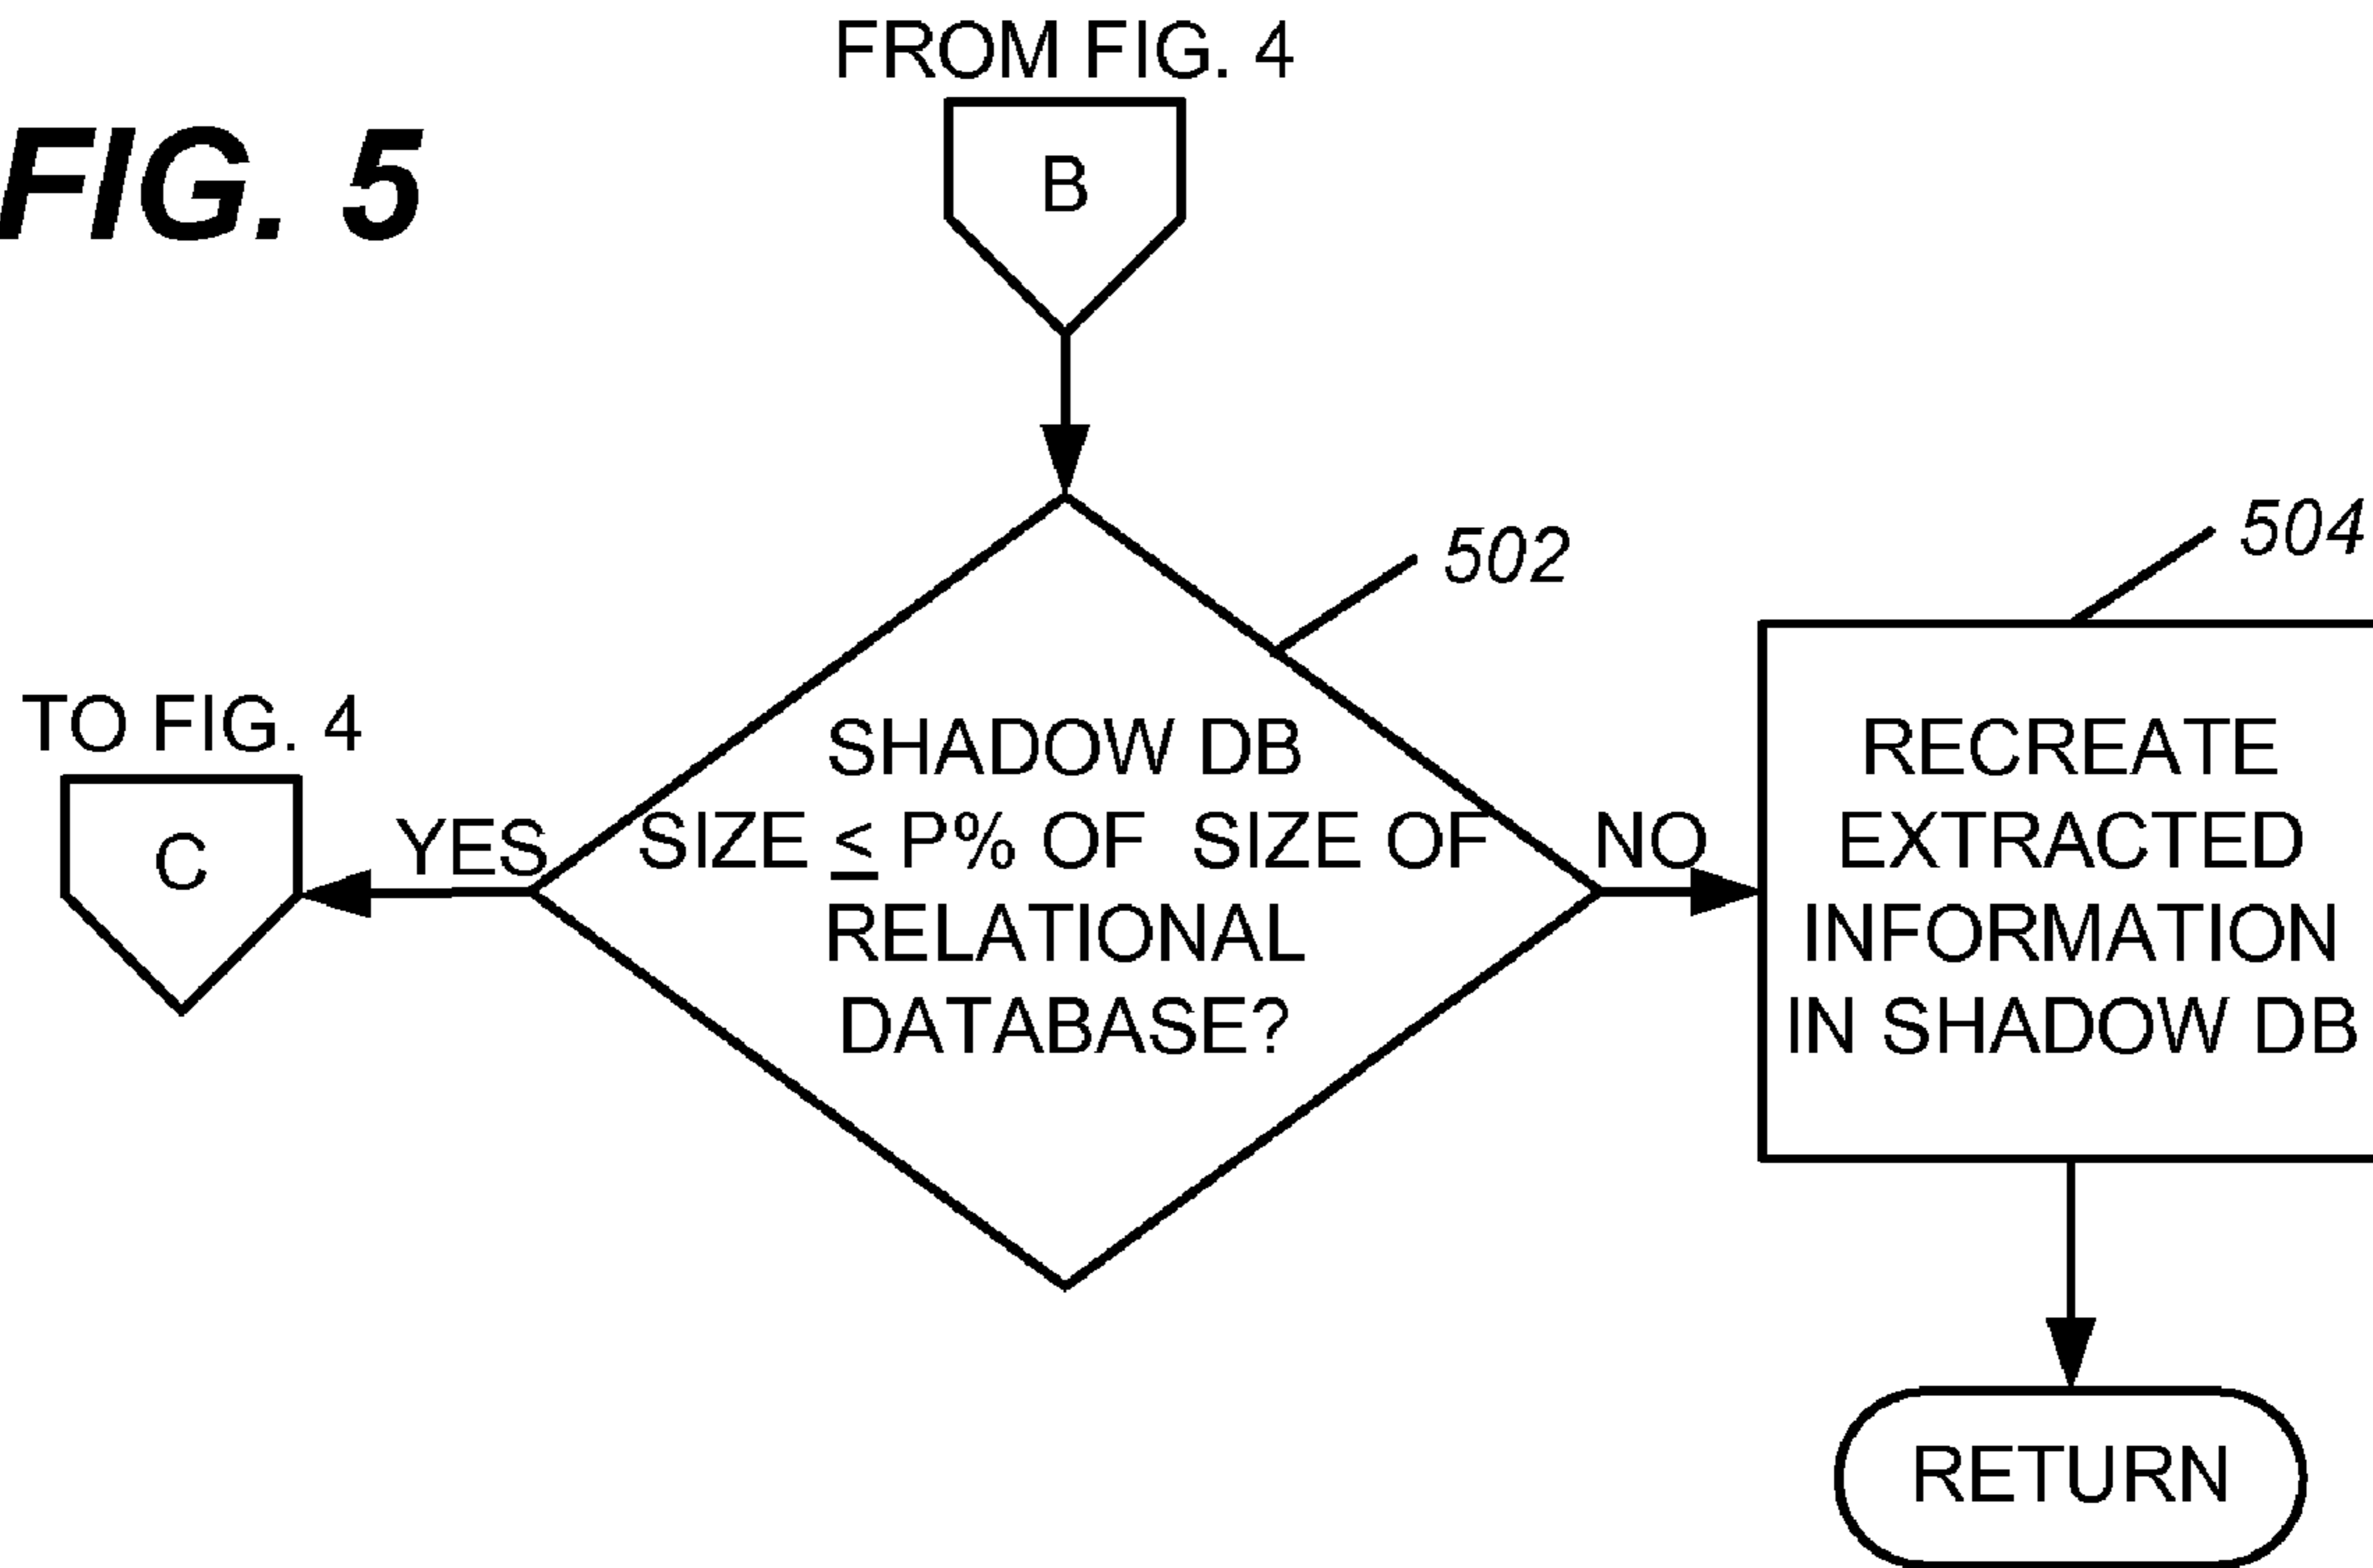 FROM FIG. 4
FIG. 5
B
502
504
TO FIG. 4
C
YES
SHADOW DB
SIZE ≤ P% OF SIZE OF
RELATIONAL
DATABASE?
NO
RECREATE
EXTRACTED
INFORMATION
IN SHADOW DB
RETURN